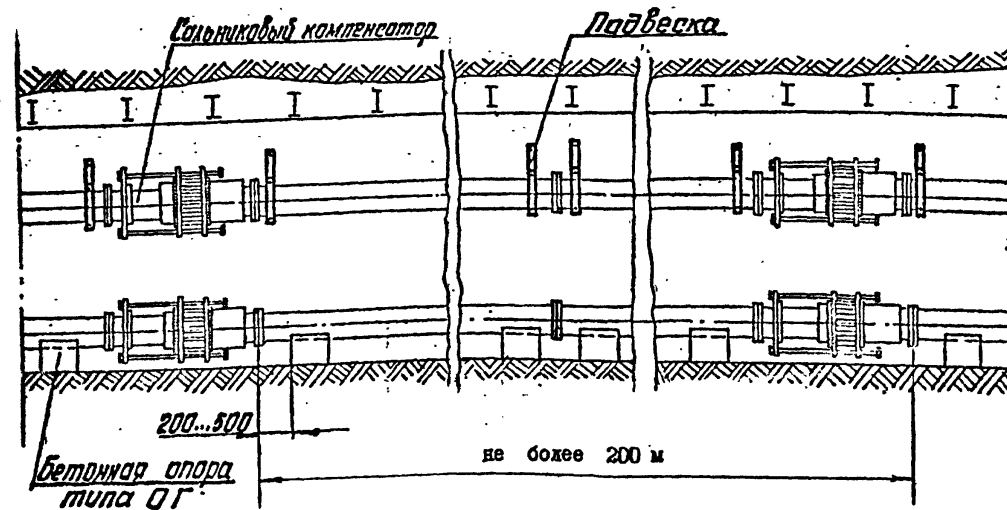 Сальниковый компенсатор
Подвеска
200...500
не более 200 м
Бетонная опора
типа ОГ